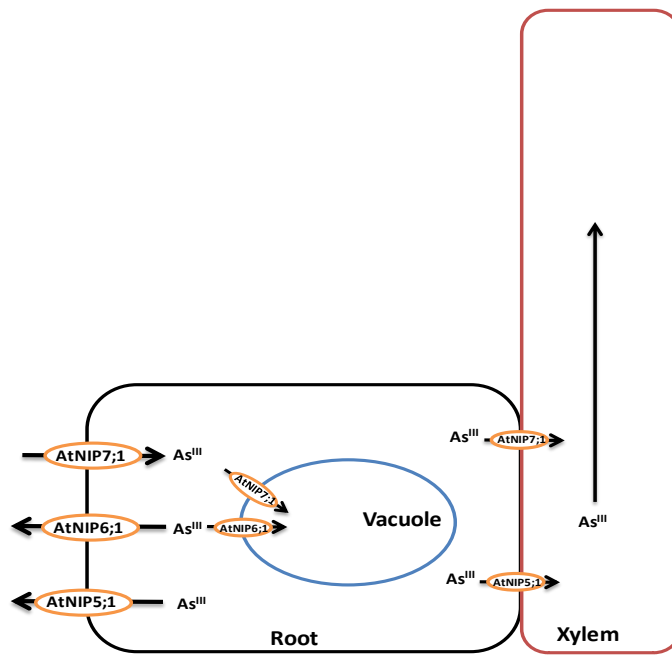 AtNIP7;1
As^III
AtNIP6;1
As^III
AtNIP5;1
As^III
AtNIP7;1
AtNIP6;1
Vacuole
Root
As^III
AtNIP7;1
As^III
AtNIP5;1
As^III
Xylem